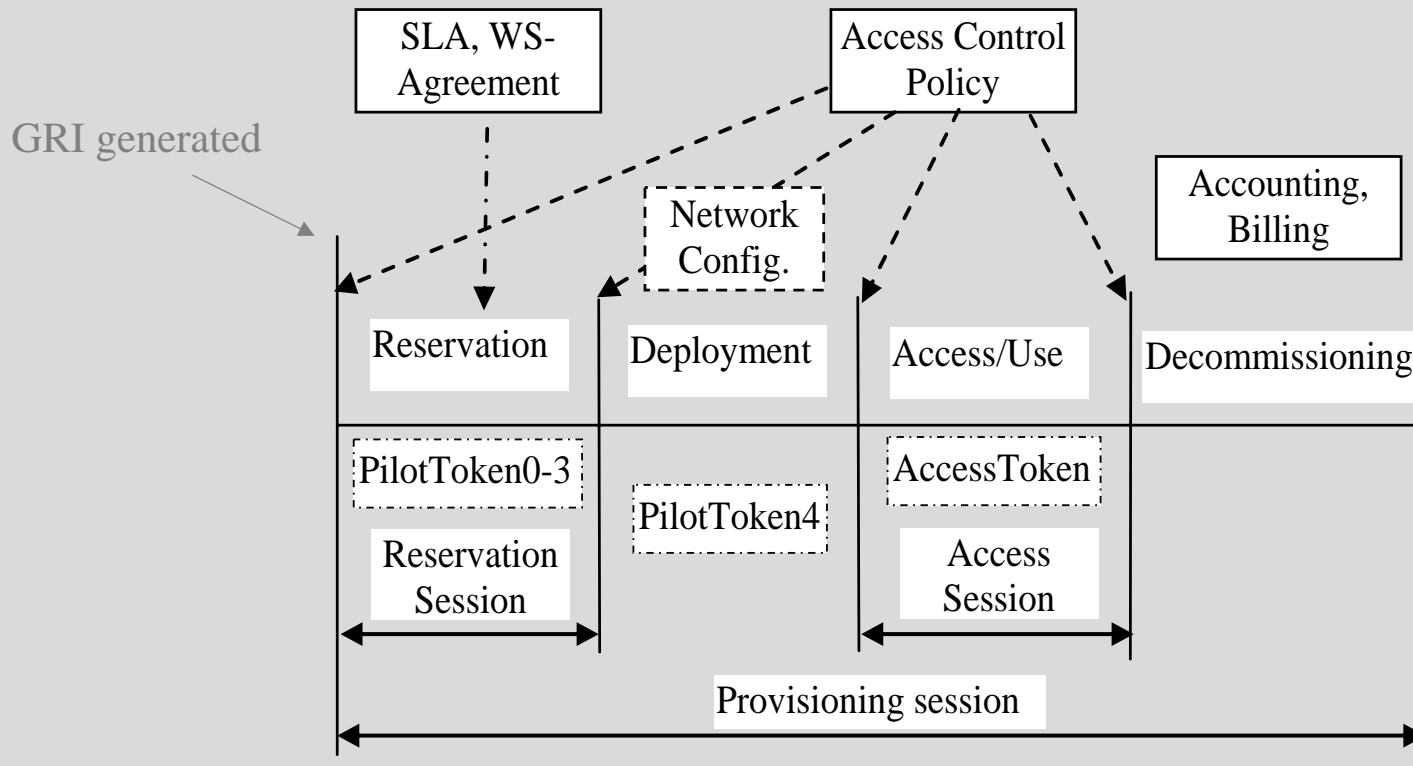 SLA, WS-
Agreement
Access Control
Policy
GRI generated
Network
Config.
Accounting,
Billing
Reservation
Deployment
Access/Use
Decommissioning
PilotToken0-3
PilotToken4
AccessToken
Reservation
Session
Access
Session
Provisioning session